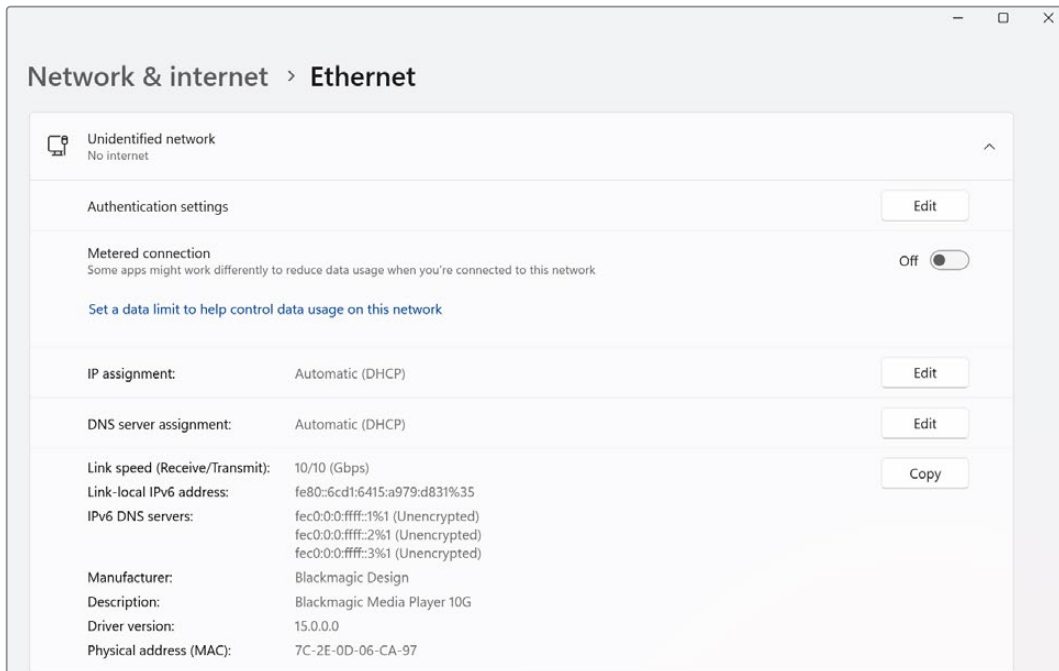 Network & internet > Ethernet
Unidentified network
No internet
Authentication settings Edit
Metered connection
Some apps might work differently to reduce data usage when you're connected to this network
Off
Set a data limit to help control data usage on this network
IP assignment: Automatic (DHCP) Edit
DNS server assignment: Automatic (DHCP) Edit
Link speed (Receive/Transmit): 10/10 (Gbps) Copy
Link-local IPv6 address: fe80::6cd1:6415:a979:d831%35
IPv6 DNS servers: fec0:0:0:ffff::1%1 (Unencrypted)
fec0:0:0:ffff::2%1 (Unencrypted)
fec0:0:0:ffff::3%1 (Unencrypted)
Manufacturer: Blackmagic Design
Description: Blackmagic Media Player 10G
Driver version: 15.0.0.0
Physical address (MAC): 7C-2E-0D-06-CA-97